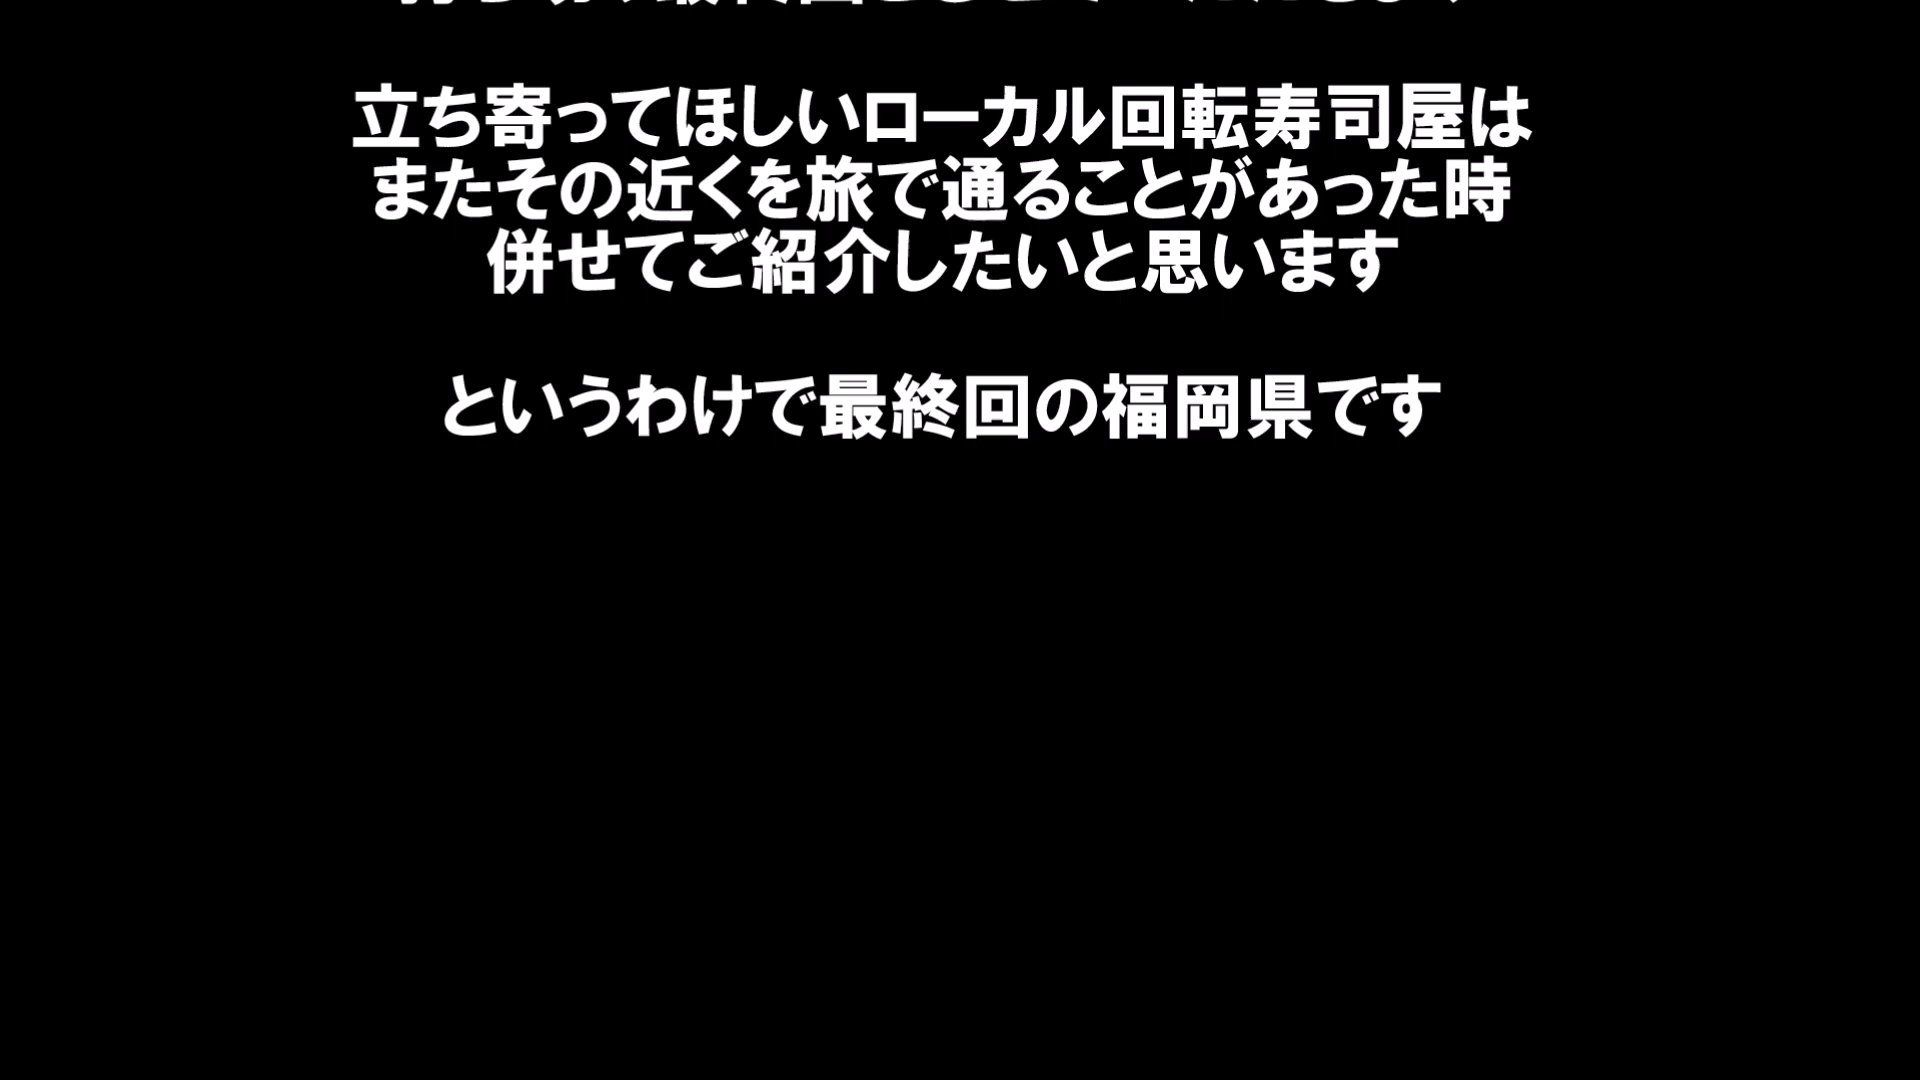 立ち寄ってほしいローカル回転寿司屋は
またその近くを旅で通ることがあった時
併せてご紹介したいと思います
というわけで最終回の福岡県です